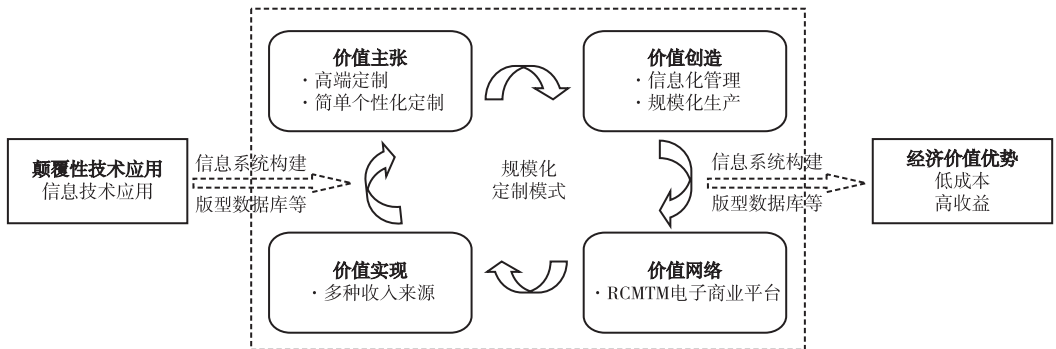 价值主张
· 高端定制
· 简单个性化定制
价值创造
· 信息化管理
· 规模化生产
颠覆性技术应用
信息技术应用
信息系统构建
版型数据库等
规模化
定制模式
信息系统构建
版型数据库等
经济价值优势
低成本
高收益
价值实现
· 多种收入来源
价值网络
· RCMTM电子商业平台